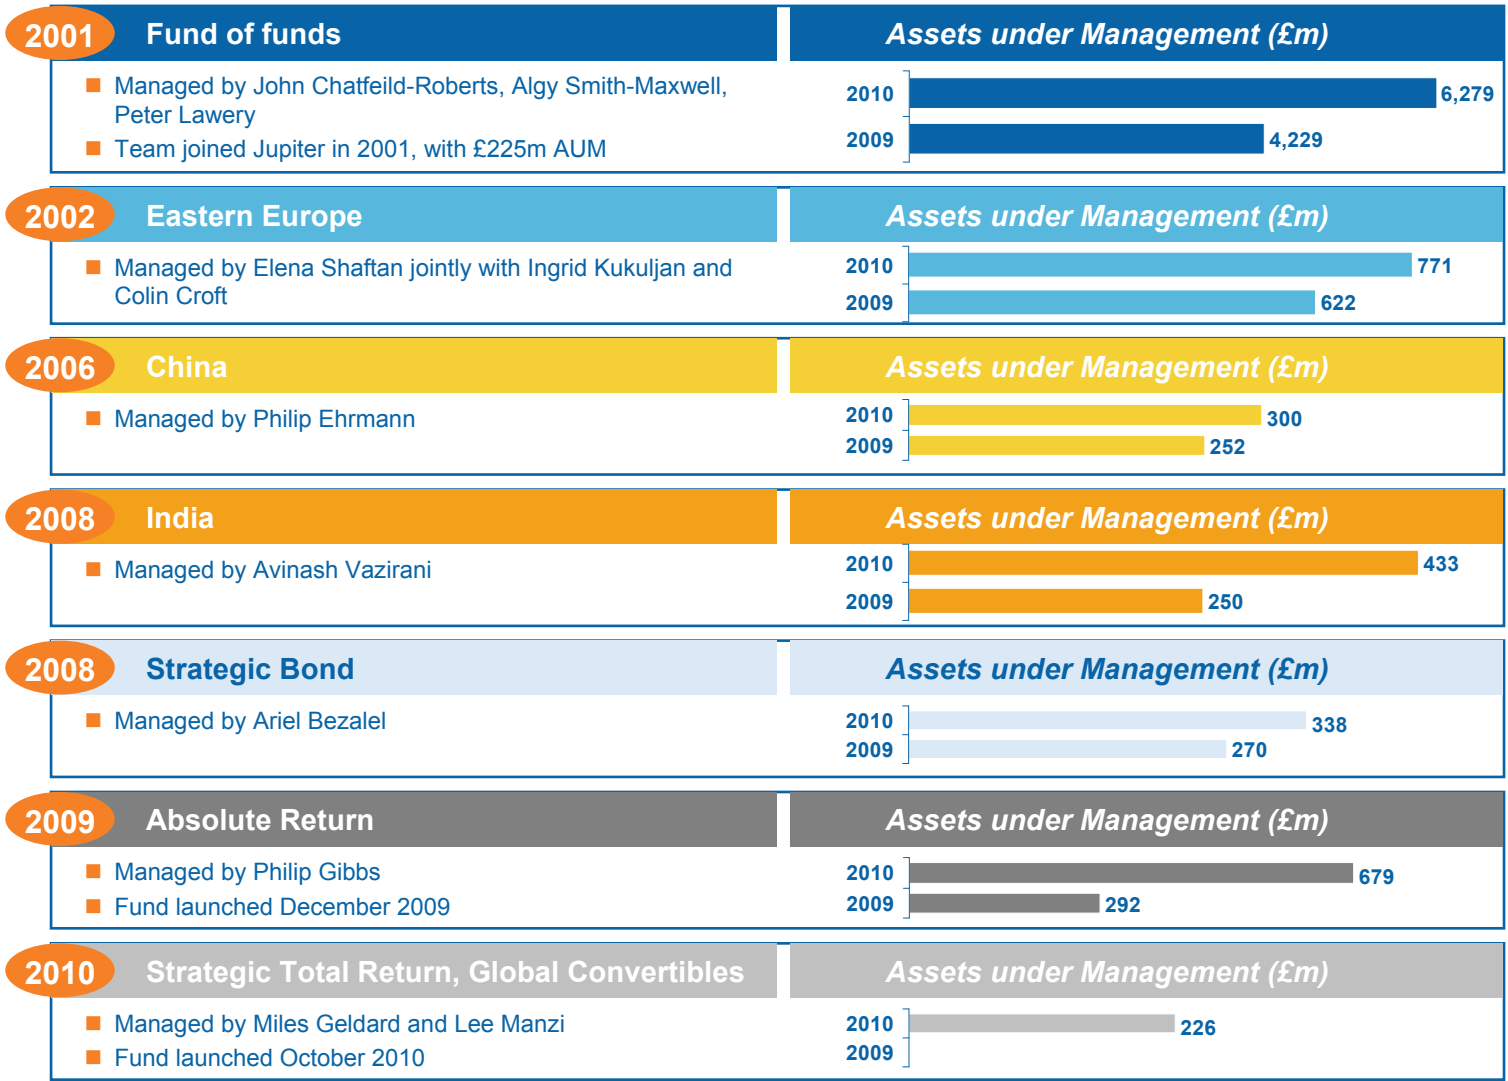 2001 Fund of funds Assets under Management (£m)
Managed by John Chatfeild-Roberts, Algy Smith-Maxwell,
Peter Lawery
Team joined Jupiter in 2001, with £225m AUM
2010 6,279
2009 4,229
2002 Eastern Europe Assets under Management (£m)
Managed by Elena Shaftan jointly with Ingrid Kukuljan and
Colin Croft
2010 771
2009 622
2006 China Assets under Management (£m)
Managed by Philip Ehrmann
2010 300
2009 252
2008 India Assets under Management (£m)
Managed by Avinash Vazirani
2010 433
2009 250
2008 Strategic Bond Assets under Management (£m)
Managed by Ariel Bezalel
2010 338
2009 270
2009 Absolute Return Assets under Management (£m)
Managed by Philip Gibbs
Fund launched December 2009
2010 679
2009 292
2010 Strategic Total Return, Global Convertibles Assets under Management (£m)
Managed by Miles Geldard and Lee Manzi
Fund launched October 2010
2010 226
2009